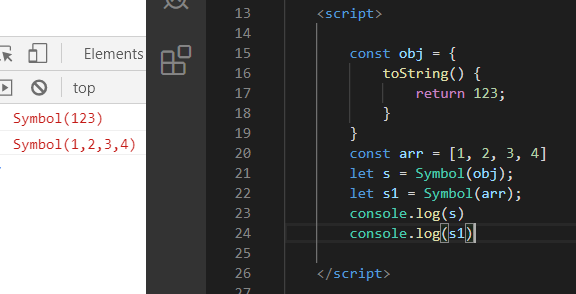 Elements
top
Symbol(123)
Symbol(1,2,3,4)
13 <script>
14
15 const obj = {
16 toString() {
17 return 123;
18 }
19 }
20 const arr = [1, 2, 3, 4]
21 let s = Symbol(obj);
22 let s1 = Symbol(arr);
23 console.log(s)
24 console.log(s1)
25
26 </script>
27